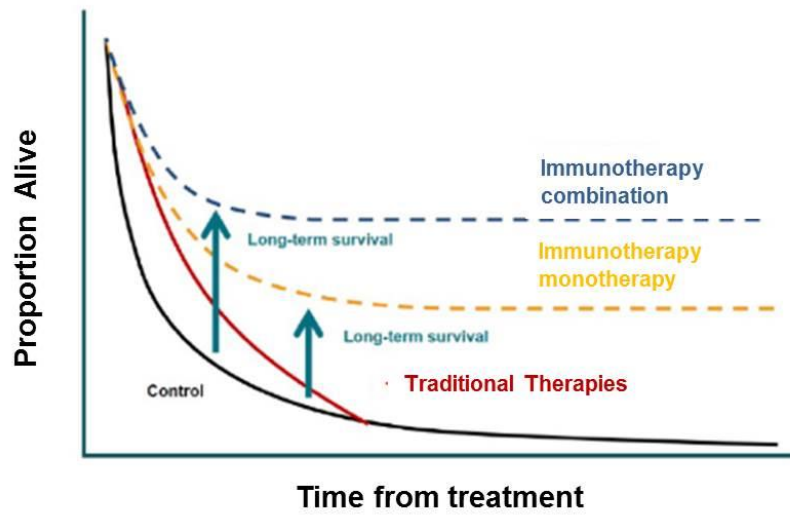 Proportion Alive
Immunotherapy
combination
Long-term survival
Immunotherapy
monotherapy
Long-term survival
Control
Traditional Therapies
Time from treatment